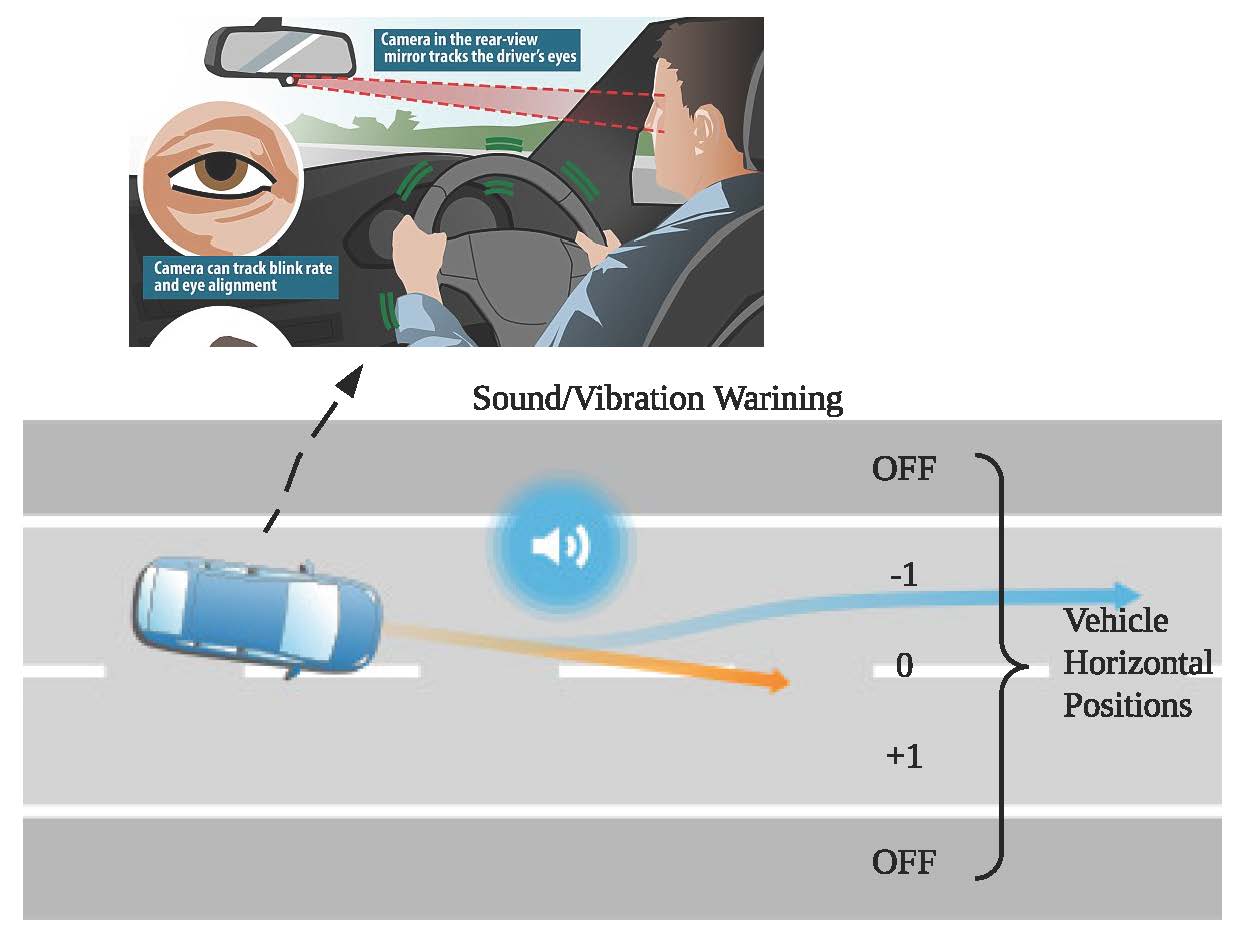 Camera in the rear-view
mirror tracks the driver's eyes
Camera can track blink rate
and eye alignment
Sound/Vibration Warining
OFF
-1
0
+1
OFF
Vehicle
Horizontal
Positions